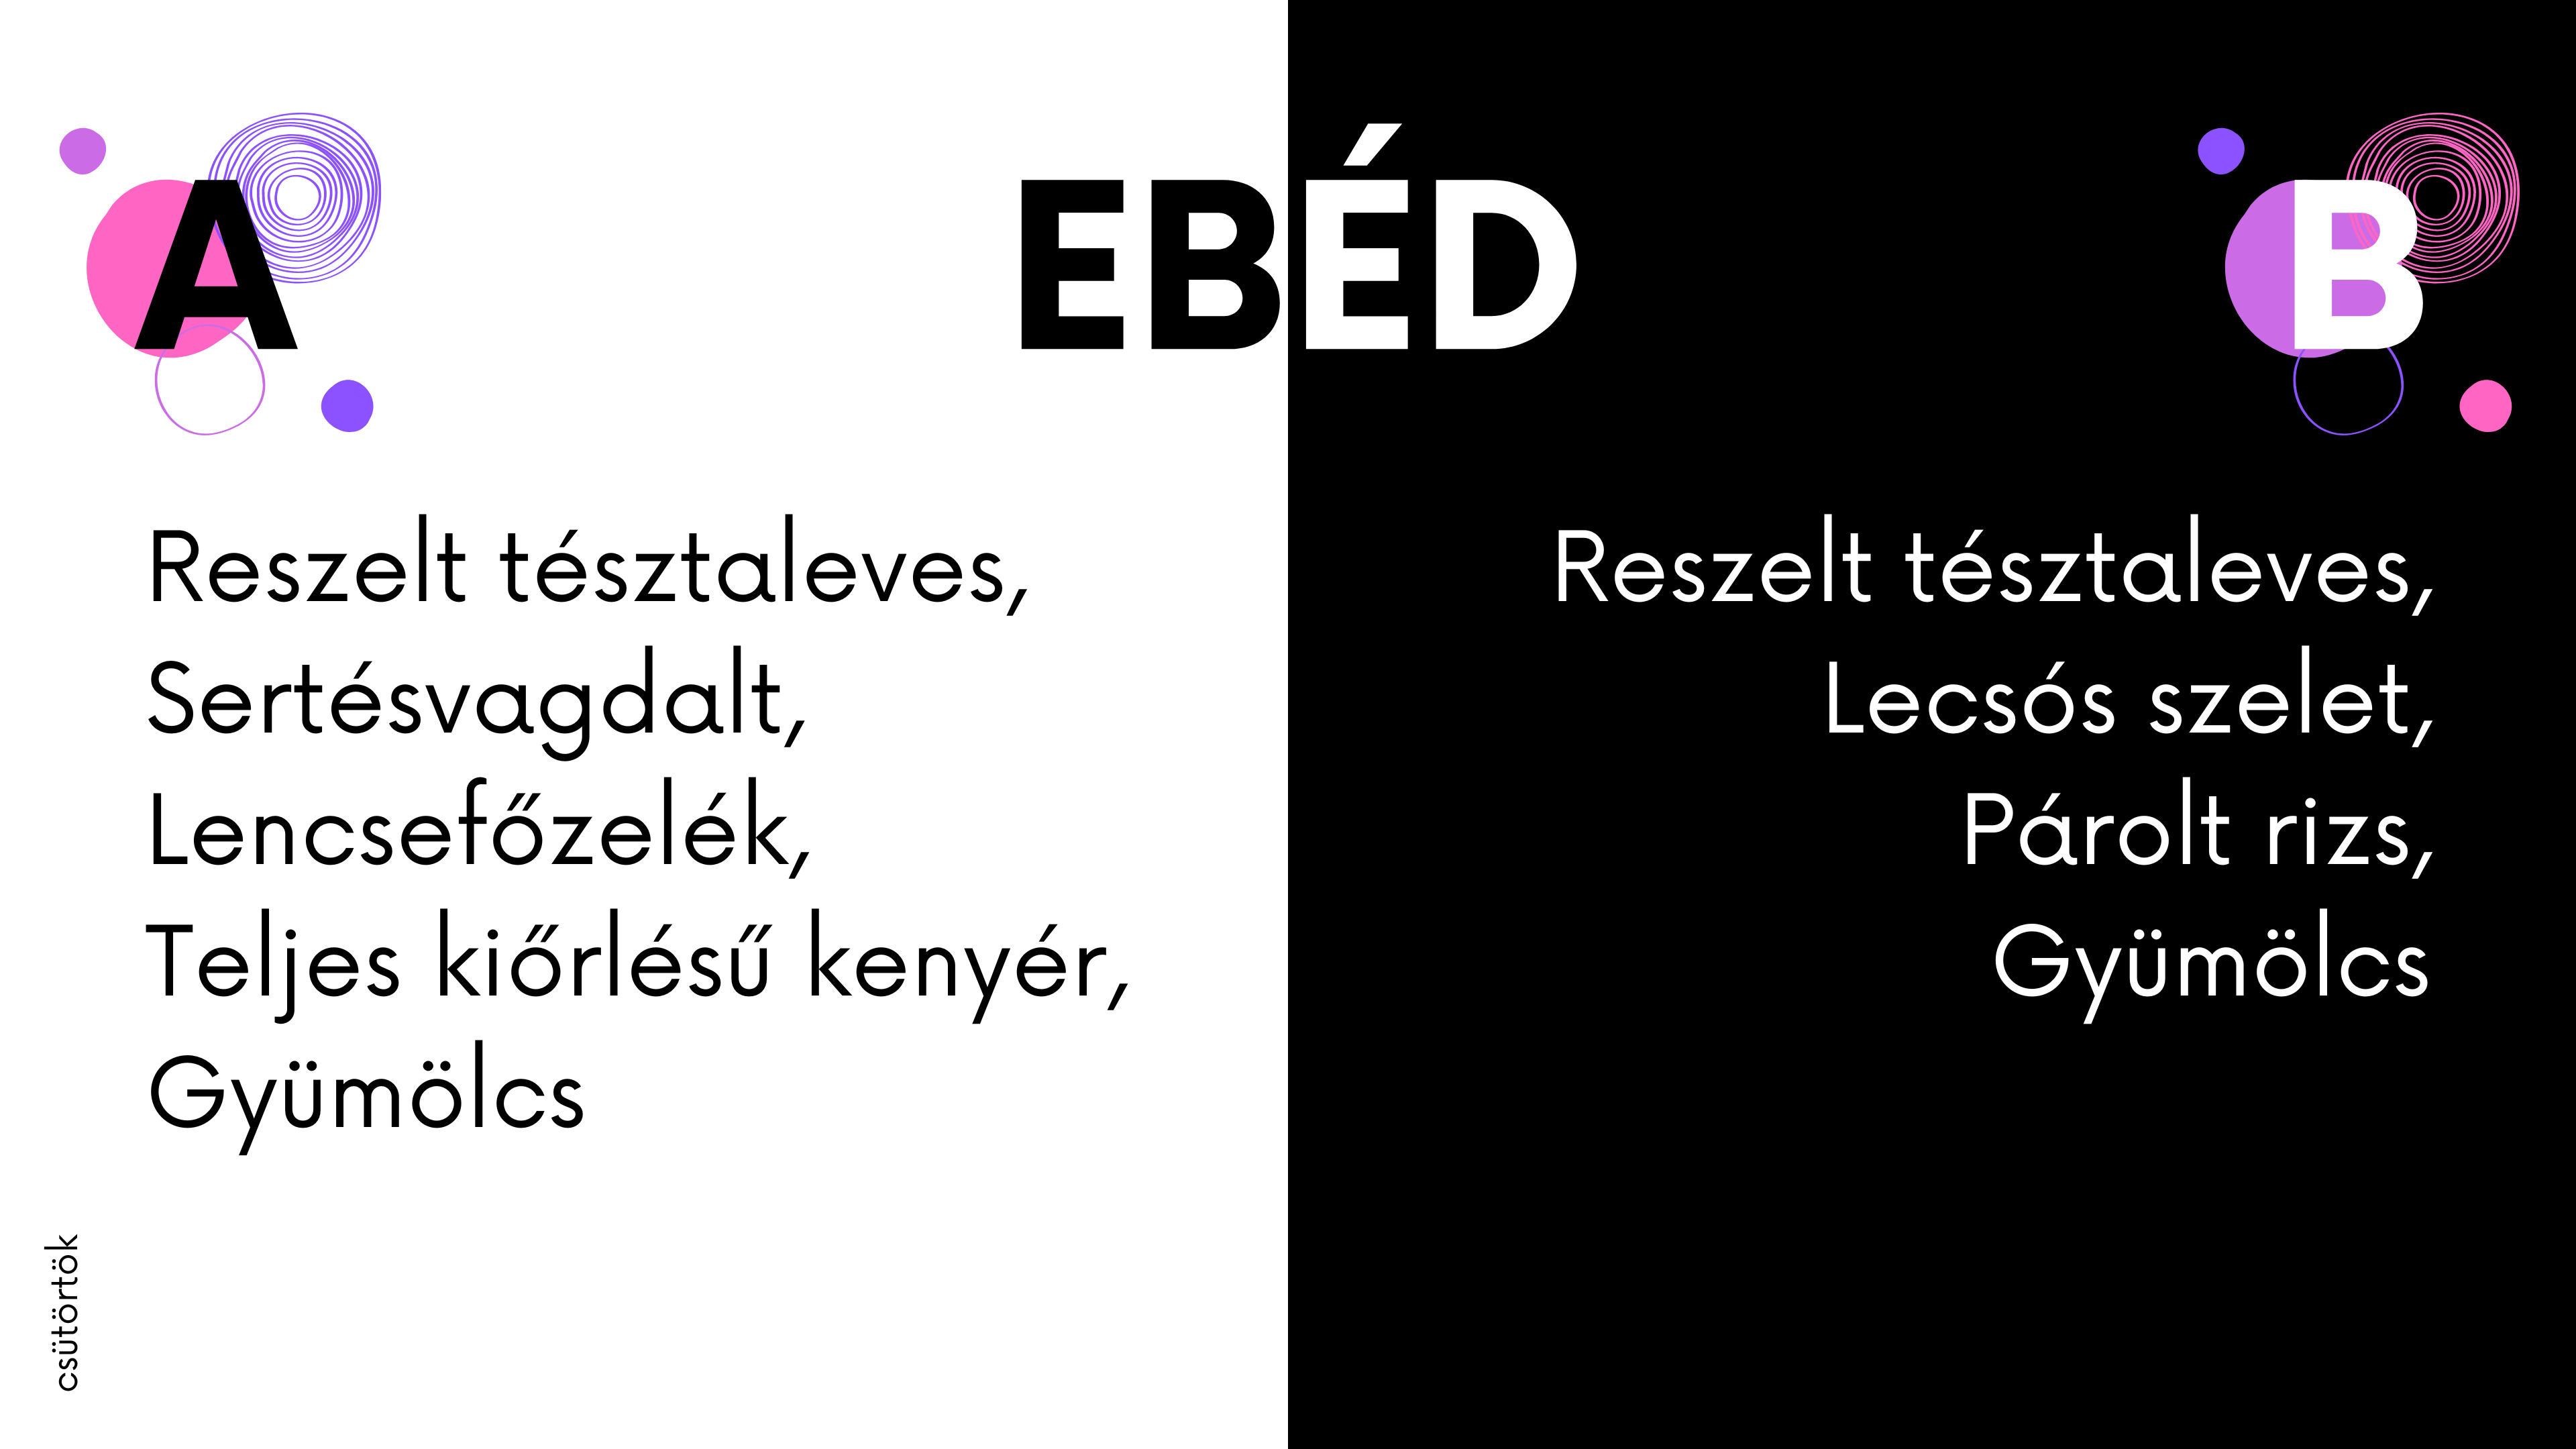 A
EBÉD
B
Reszelt tésztaleves,
Sertésvagdalt,
Lencsefőzelék,
Teljes kiőrlésű kenyér,
Gyümölcs
Reszelt tésztaleves,
Lecsós szelet,
Párolt rizs,
Gyümölcs
csütörtök